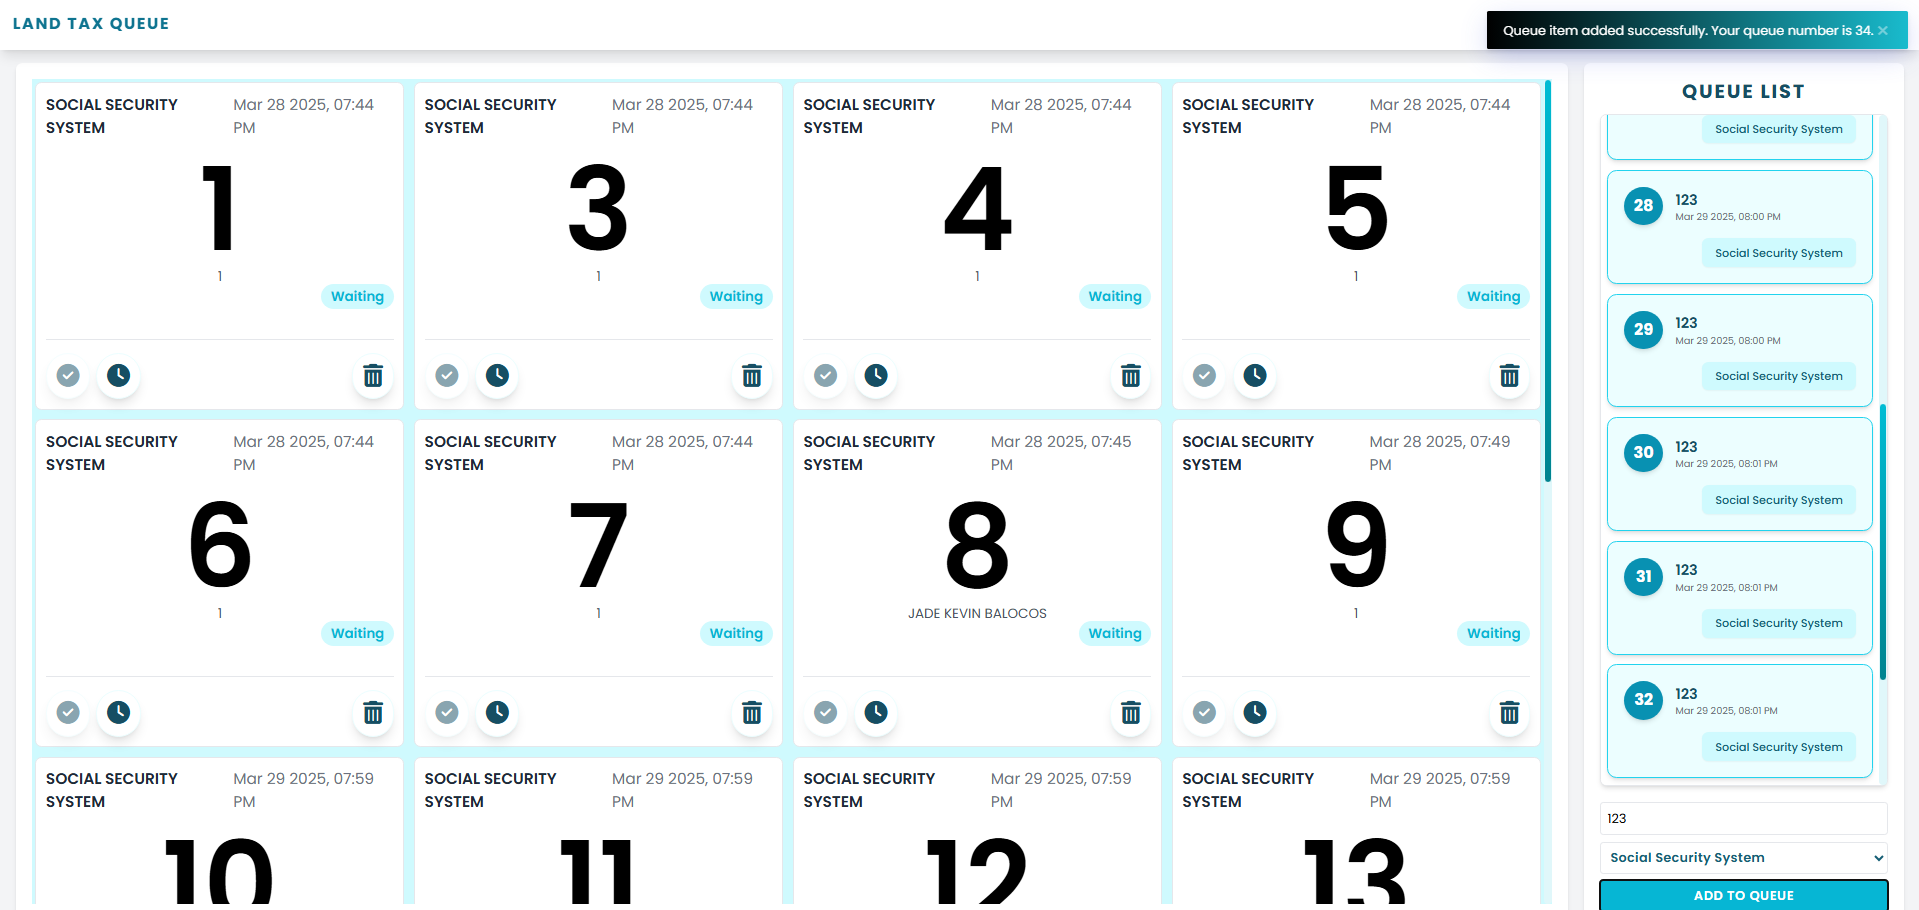 LAND TAX QUEUE
Queue item added successfully. Your queue number is 34. ✕
SOCIAL SECURITY SYSTEM
Mar 28 2025, 07:44 PM
1
1
Waiting
SOCIAL SECURITY SYSTEM
Mar 28 2025, 07:44 PM
3
1
Waiting
SOCIAL SECURITY SYSTEM
Mar 28 2025, 07:44 PM
4
1
Waiting
SOCIAL SECURITY SYSTEM
Mar 28 2025, 07:44 PM
5
1
Waiting
SOCIAL SECURITY SYSTEM
Mar 28 2025, 07:44 PM
6
1
Waiting
SOCIAL SECURITY SYSTEM
Mar 28 2025, 07:44 PM
7
1
Waiting
SOCIAL SECURITY SYSTEM
Mar 28 2025, 07:45 PM
8
JADE KEVIN BALOCOS
Waiting
SOCIAL SECURITY SYSTEM
Mar 28 2025, 07:49 PM
9
1
Waiting
SOCIAL SECURITY SYSTEM
Mar 29 2025, 07:59 PM
10
SOCIAL SECURITY SYSTEM
Mar 29 2025, 07:59 PM
11
SOCIAL SECURITY SYSTEM
Mar 29 2025, 07:59 PM
12
SOCIAL SECURITY SYSTEM
Mar 29 2025, 07:59 PM
13
QUEUE LIST
Social Security System
28
123
Mar 29 2025, 08:00 PM
Social Security System
29
123
Mar 29 2025, 08:00 PM
Social Security System
30
123
Mar 29 2025, 08:01 PM
Social Security System
31
123
Mar 29 2025, 08:01 PM
Social Security System
32
123
Mar 29 2025, 08:01 PM
Social Security System
123
Social Security System
ADD TO QUEUE